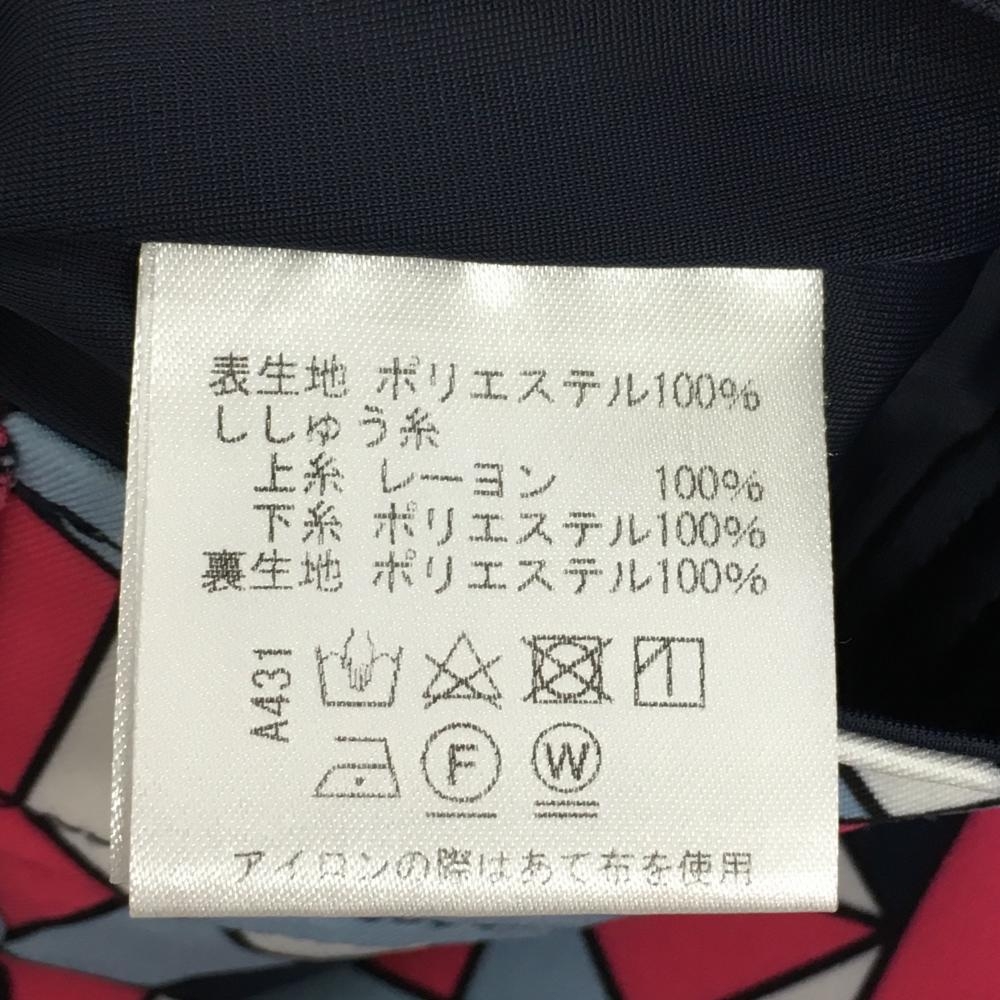 表生地 ポリエステル100%
ししゅう糸
上糸 レーヨン 100%
下糸 ポリエステル100%
裏生地 ポリエステル100%
A431
F W
アイロンの際はあて布を使用